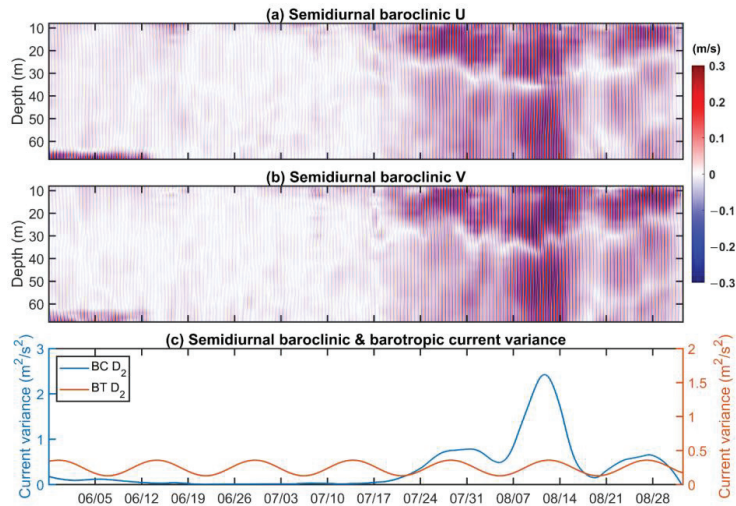 (a) Semidiurnal baroclinic U
(m/s)
Depth (m)
10
20
30
40
50
60
0.3
0.2
0.1
0
−0.1
−0.2
−0.3
(b) Semidiurnal baroclinic V
Depth (m)
10
20
30
40
50
60
(c) Semidiurnal baroclinic & barotropic current variance
Current variance (m²/s²)
3
2
1
0
BC D₂
BT D₂
2
1.5
1
0.5
0
Current variance (m²/s²)
06/05 06/12 06/19 06/26 07/03 07/10 07/17 07/24 07/31 08/07 08/14 08/21 08/28